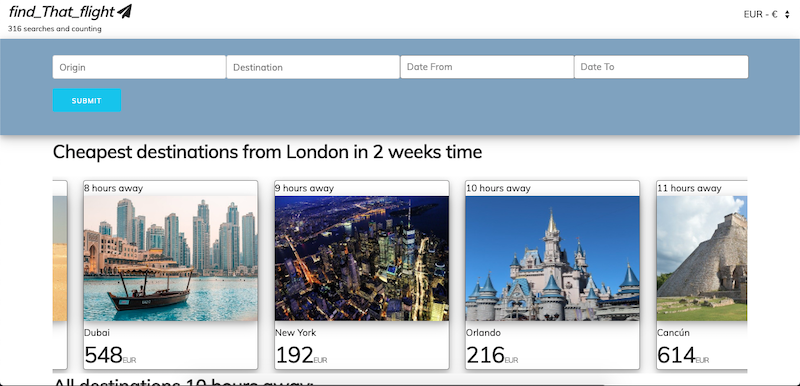 find_That_flight
316 searches and counting
EUR - €
Origin
Destination
Date From
Date To
SUBMIT
Cheapest destinations from London in 2 weeks time
8 hours away
Dubai
548EUR
9 hours away
New York
192EUR
10 hours away
Orlando
216EUR
11 hours away
Cancún
614EUR
All destinations 10 hours away: